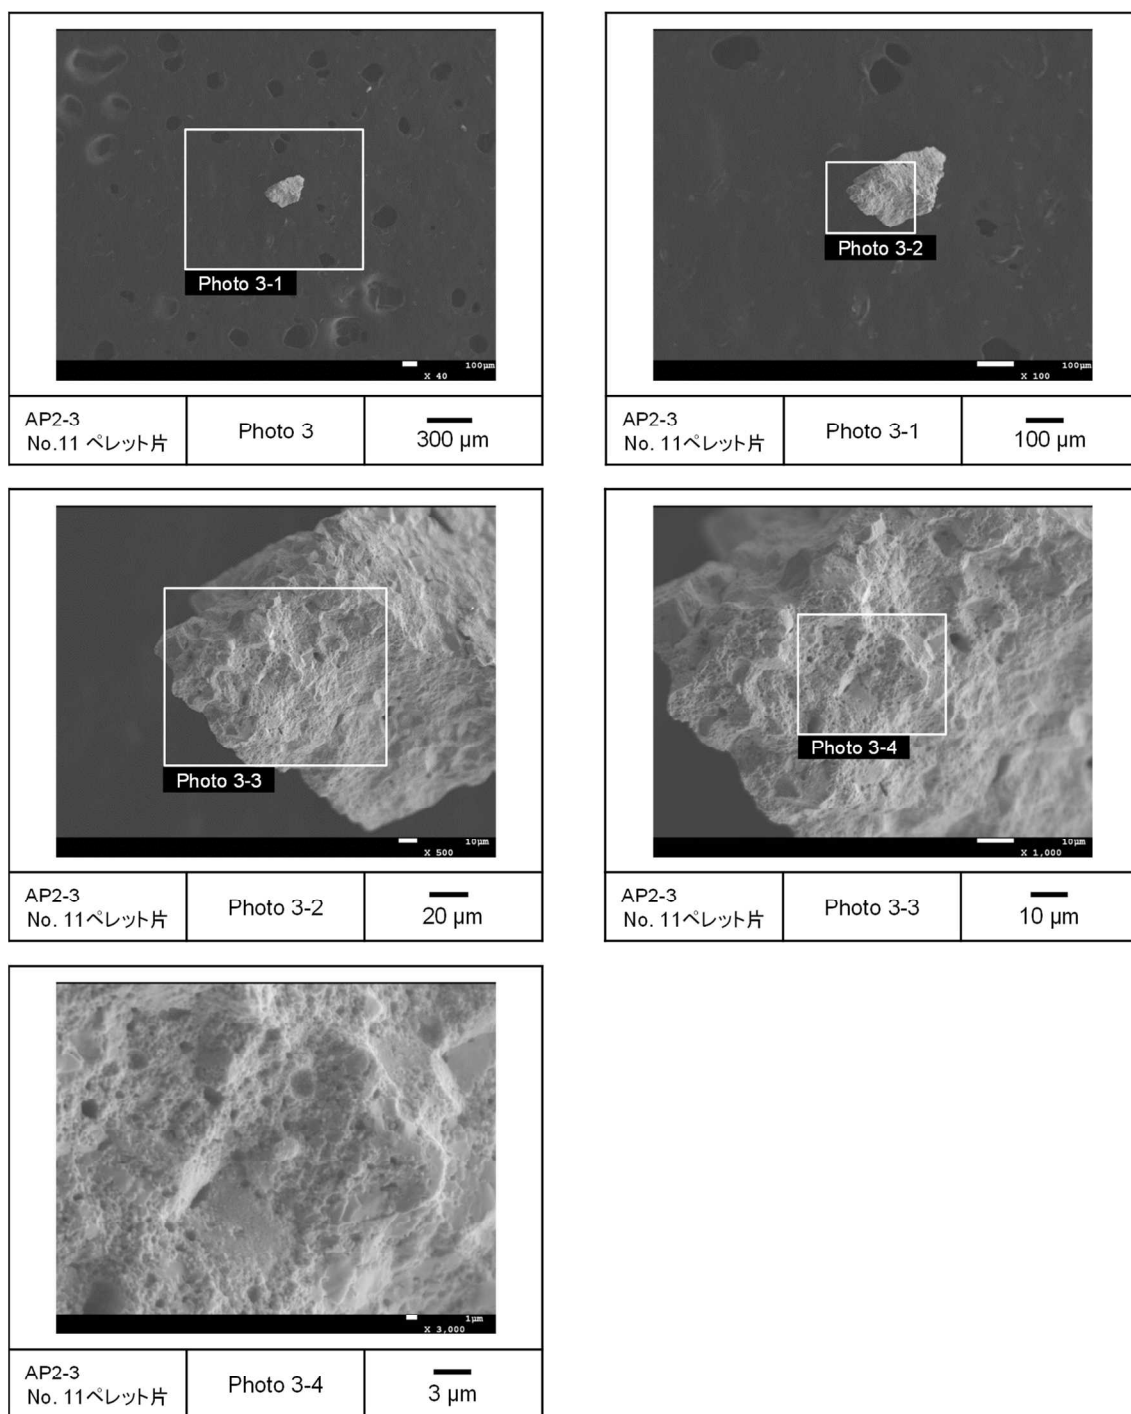 Photo 3-1
100µm
X 40
AP2-3
No.11 ペレット片
Photo 3
300 µm
Photo 3-2
100µm
X 100
AP2-3
No. 11ペレット片
Photo 3-1
100 µm
Photo 3-3
10µm
X 500
AP2-3
No. 11ペレット片
Photo 3-2
20 µm
Photo 3-4
10µm
X 1,000
AP2-3
No. 11ペレット片
Photo 3-3
10 µm
1µm
X 3,000
AP2-3
No. 11ペレット片
Photo 3-4
3 µm